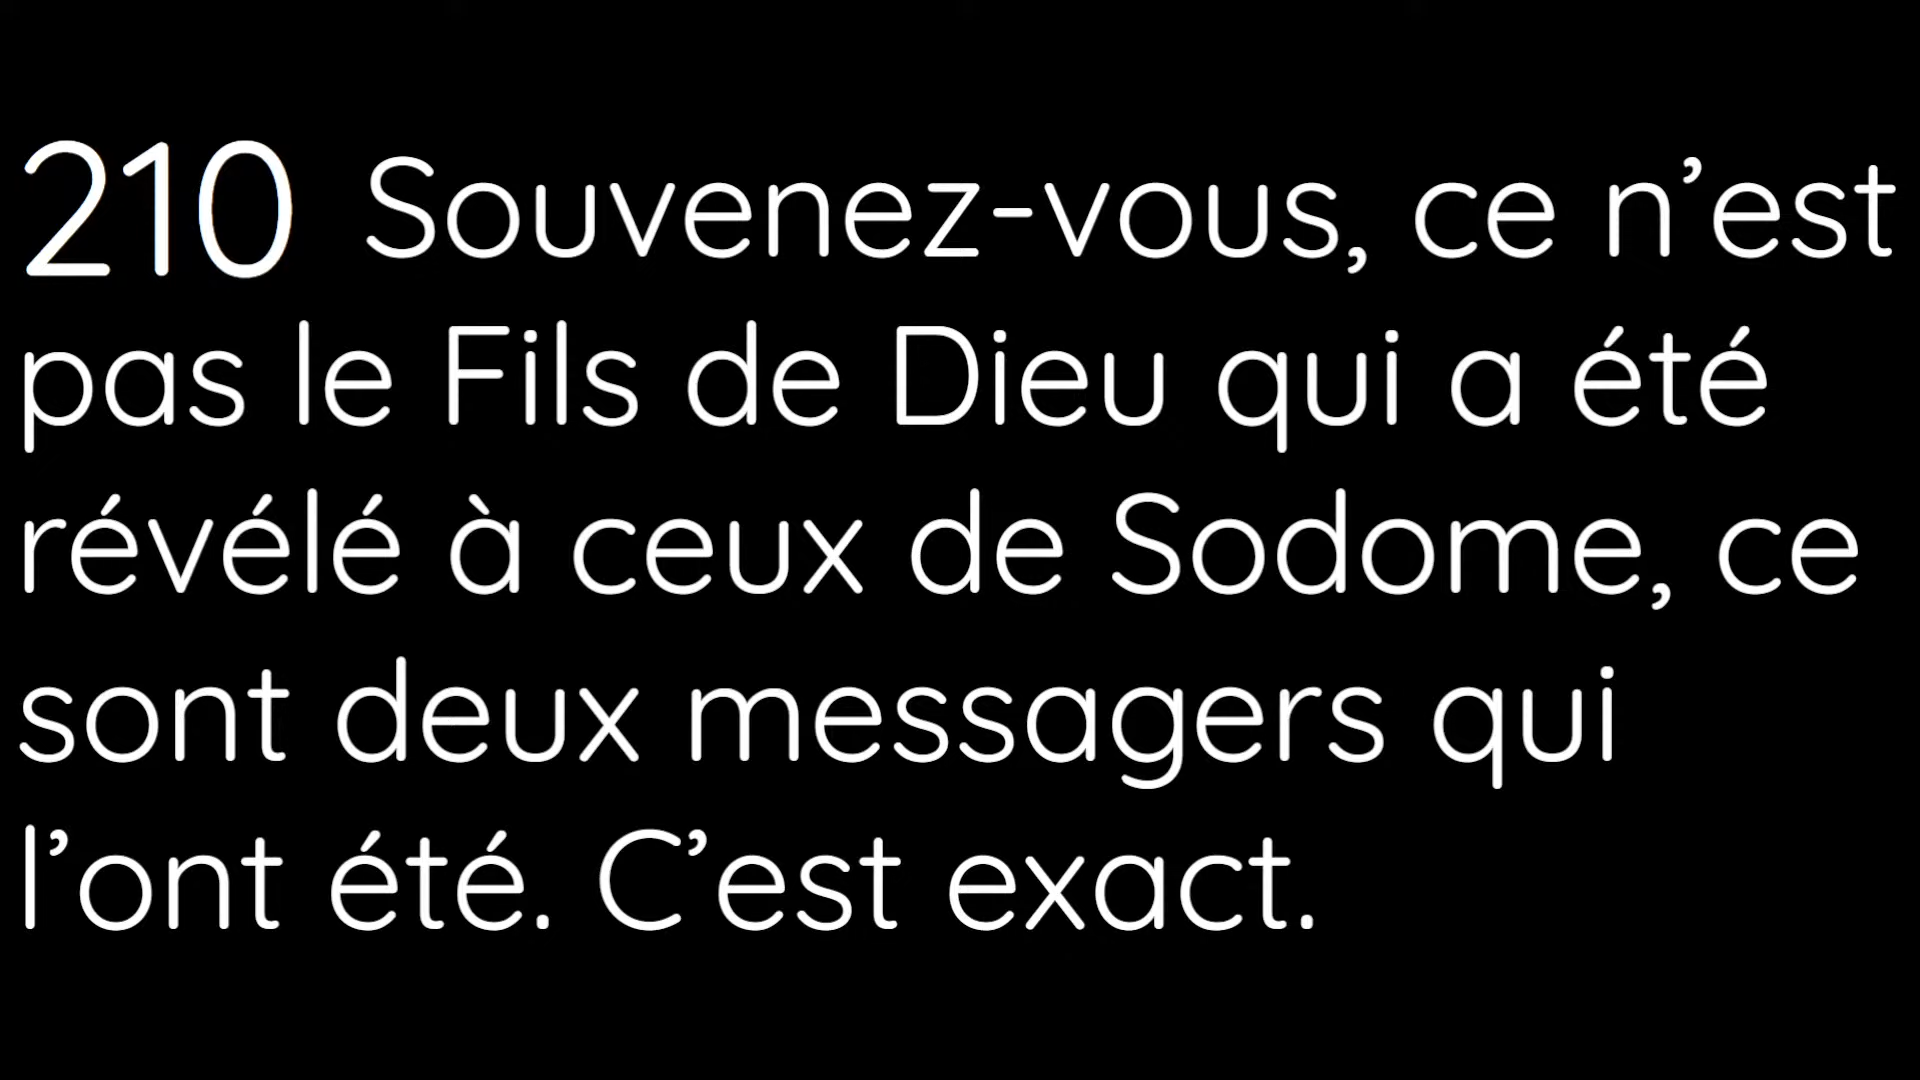 210 Souvenez-vous, ce n’est
pas le Fils de Dieu qui a été
révélé à ceux de Sodome, ce
sont deux messagers qui
l’ont été. C’est exact.